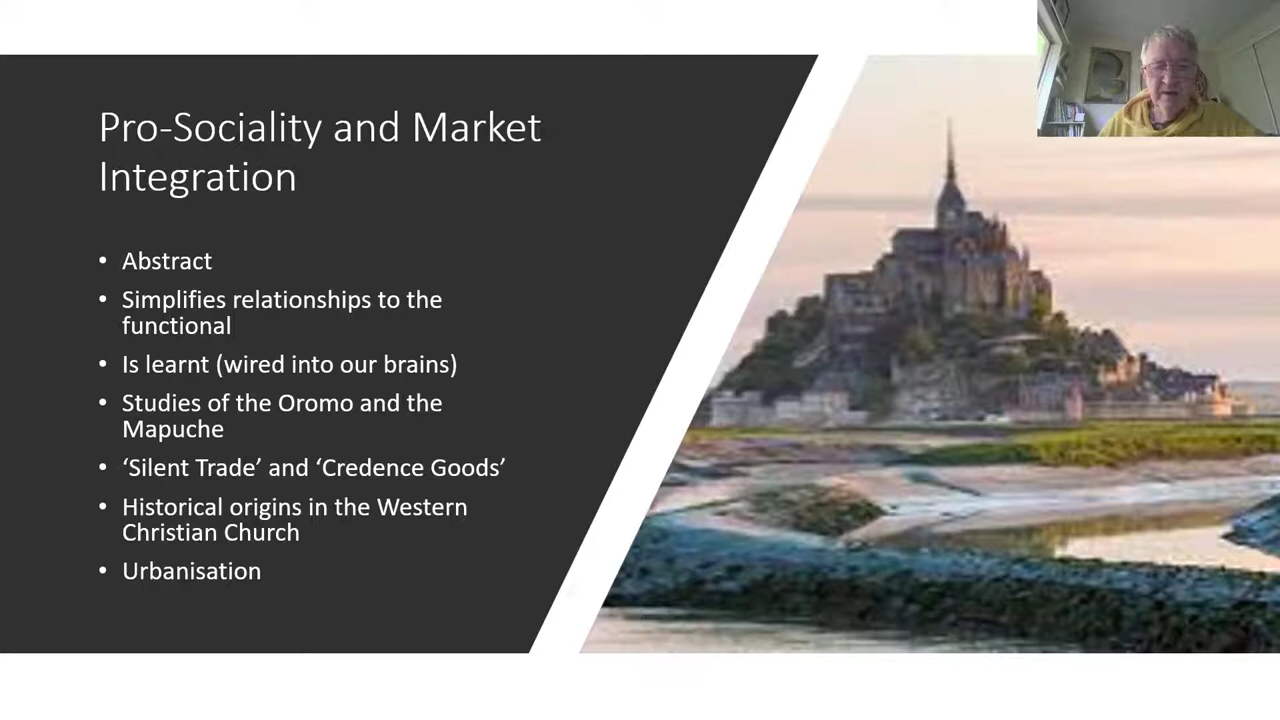 Pro-Sociality and Market
Integration
• Abstract
• Simplifies relationships to the
functional
• Is learnt (wired into our brains)
• Studies of the Oromo and the
Mapuche
• ‘Silent Trade’ and ‘Credence Goods’
• Historical origins in the Western
Christian Church
• Urbanisation